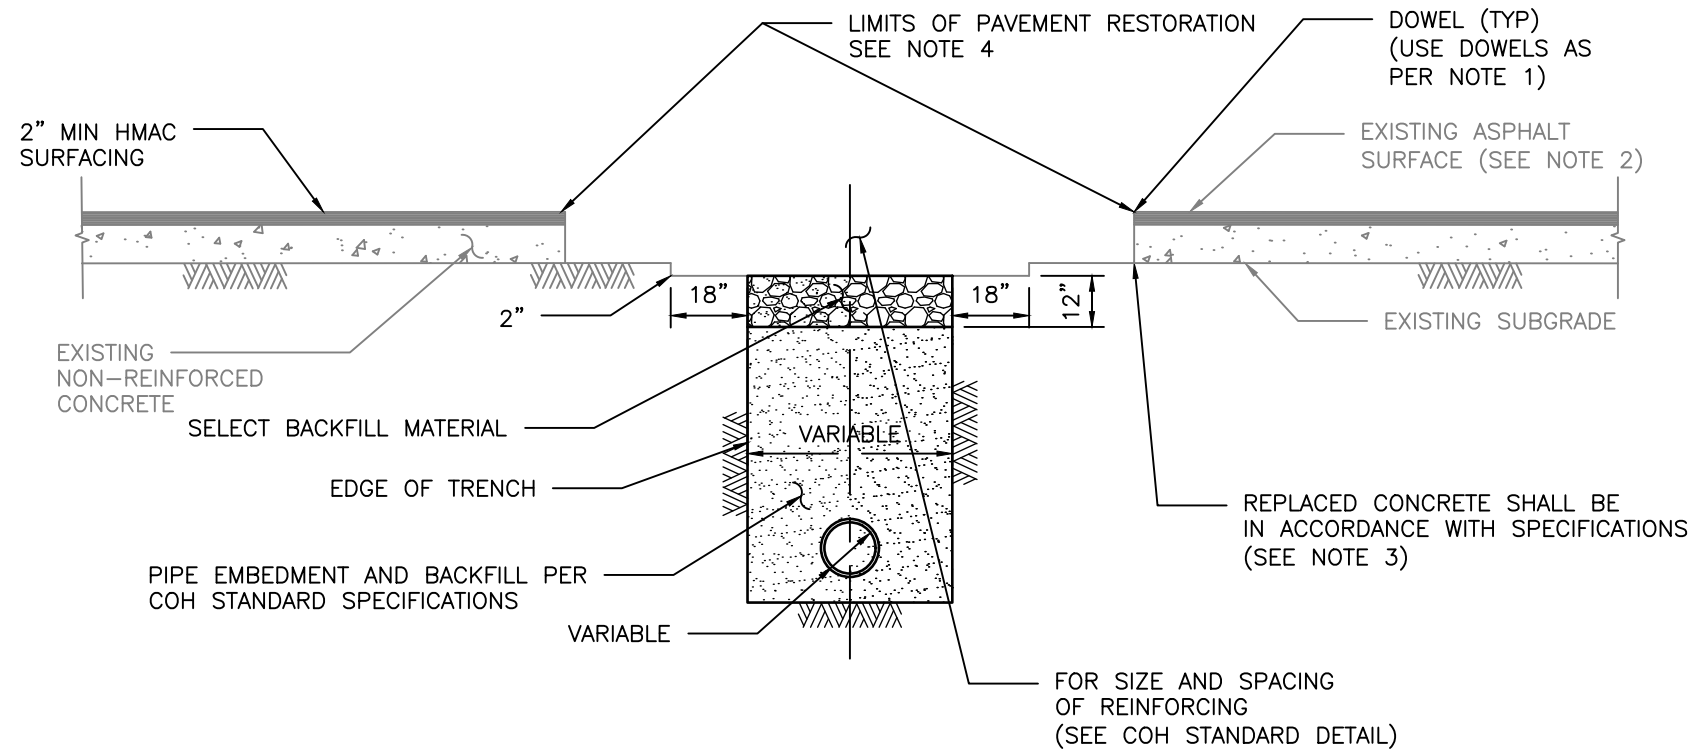 LIMITS OF PAVEMENT RESTORATION
SEE NOTE 4
DOWEL (TYP)
(USE DOWELS AS
PER NOTE 1)
2” MIN HMAC
SURFACING
EXISTING ASPHALT
SURFACE (SEE NOTE 2)
18”
18”
12”
2”
EXISTING SUBGRADE
EXISTING
NON-REINFORCED
CONCRETE
SELECT BACKFILL MATERIAL
VARIABLE
EDGE OF TRENCH
REPLACED CONCRETE SHALL BE
IN ACCORDANCE WITH SPECIFICATIONS
(SEE NOTE 3)
PIPE EMBEDMENT AND BACKFILL PER
COH STANDARD SPECIFICATIONS
VARIABLE
FOR SIZE AND SPACING
OF REINFORCING
(SEE COH STANDARD DETAIL)